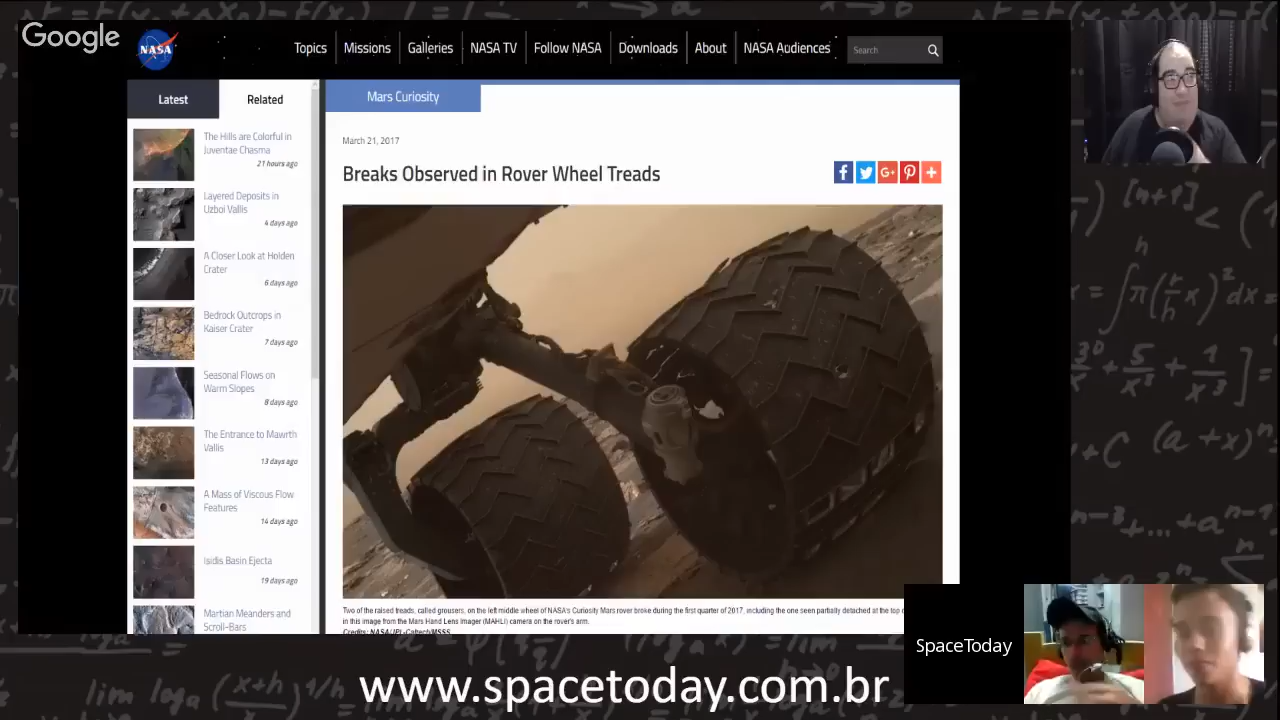 Google
NASA
Topics
Missions
Galleries
NASA TV
Follow NASA
Downloads
About
NASA Audiences
Search
Latest
Related
The Hills are Colorful in
Juventae Chasma
21 hours ago
Layered Deposits in
Uzboi Vallis
4 days ago
A Closer Look at Holden
Crater
6 days ago
Bedrock Outcrops in
Kaiser Crater
7 days ago
Seasonal Flows on
Warm Slopes
8 days ago
The Entrance to Mawrth
Vallis
13 days ago
A Mass of Viscous Flow
Features
14 days ago
Isidis Basin Ejecta
19 days ago
Martian Meanders and
Scroll-Bars
Mars Curiosity
March 21, 2017
Breaks Observed in Rover Wheel Treads
Two of the raised treads, called grousers, on the left middle wheel of NASA's Curiosity Mars rover broke during the first quarter of 2017, including the one seen partially detached at the top
in this image from the Mars Hand Lens Imager (MAHLI) camera on the rover's arm.
Credits: NASA/JPL-Caltech/MSSS
SpaceToday
www.spacetoday.com.br